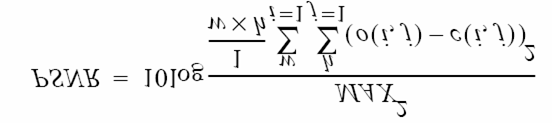 PSNR = 10log MAX² / ( 1 / (w × h) ∑_{i=1}^{w} ∑_{j=1}^{h} (o(i, j) − c(i, j))² )